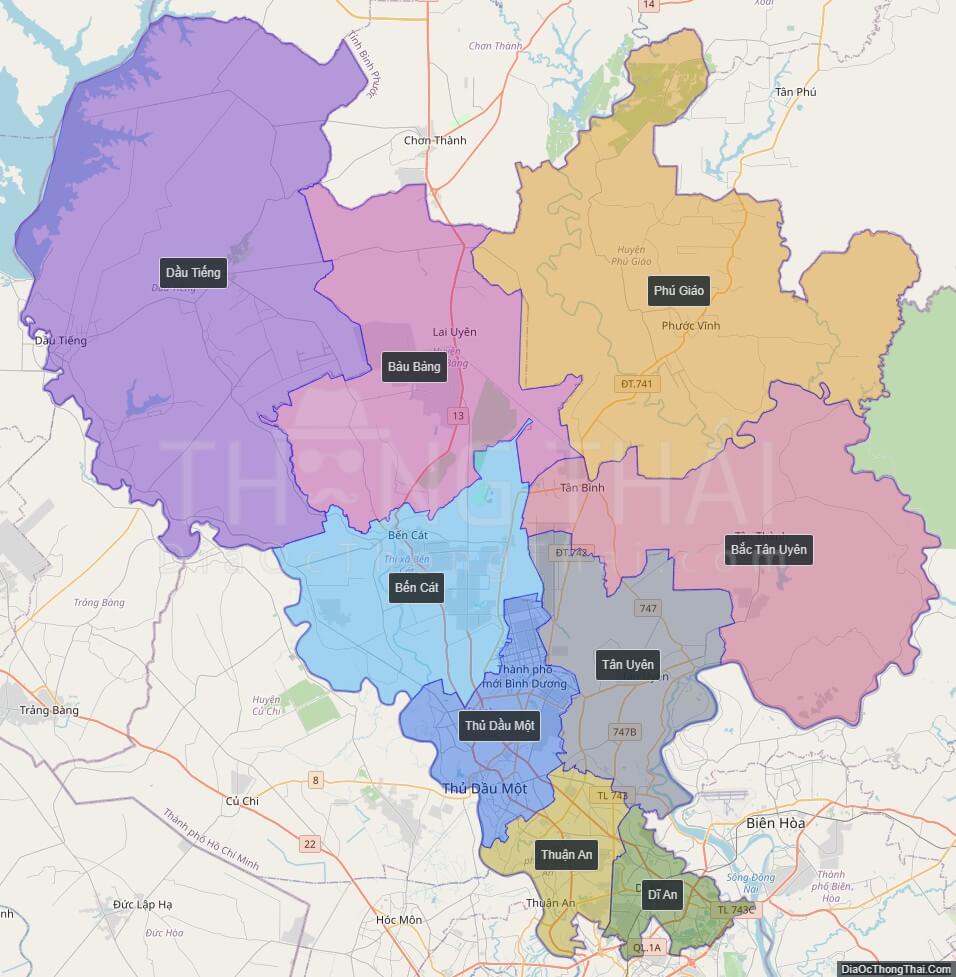 14
Xoài
Chơn Thành
Tỉnh Bình Phước
Tân Phú
Chơn Thành
Huyện
Phú Giáo
Dầu Tiếng
Phú Giáo
Phước Vĩnh
Lai Uyên
Dầu Tiếng
Bàu Bàng
ĐT.741
13
THÔNG THÁI
Tân Bình
Bến Cát
Thị xã Bến
ĐT.742
Bắc Tân Uyên
DiaOcThongThai.com
Bến Cát
Trảng Bàng
747
Tân Uyên
Thành phố
mới Bình Dương
Huyện
Củ Chi
Trảng Bàng
Thủ Dầu Một
747B
8
Thủ Dầu Một
TL 743
Củ Chi
Thành phố Hồ Chí Minh
Biên Hòa
22
Thuận An
Sông Đồng
Nai
Thành
phố Biên
Hòa
Dĩ An
Đức Lập Hạ
Thuận An
TL 743C
Hóc Môn
Đức Hòa
QL.1A
DiaOcThongThai.Com